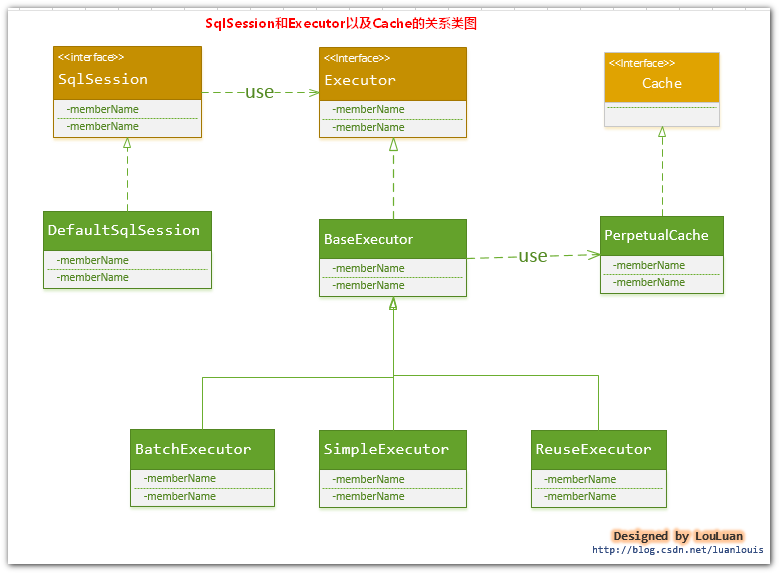 SqlSession和Executor以及Cache的关系类图
<<interface>>
SqlSession
-memberName
-memberName
use
<<Interface>>
Executor
-memberName
-memberName
<<Interface>>
Cache
DefaultSqlSession
-memberName
-memberName
BaseExecutor
-memberName
-memberName
use
PerpetualCache
-memberName
-memberName
BatchExecutor
-memberName
-memberName
SimpleExecutor
-memberName
-memberName
ReuseExecutor
-memberName
-memberName
Designed by LouLuan
http://blog.csdn.net/luanlouis